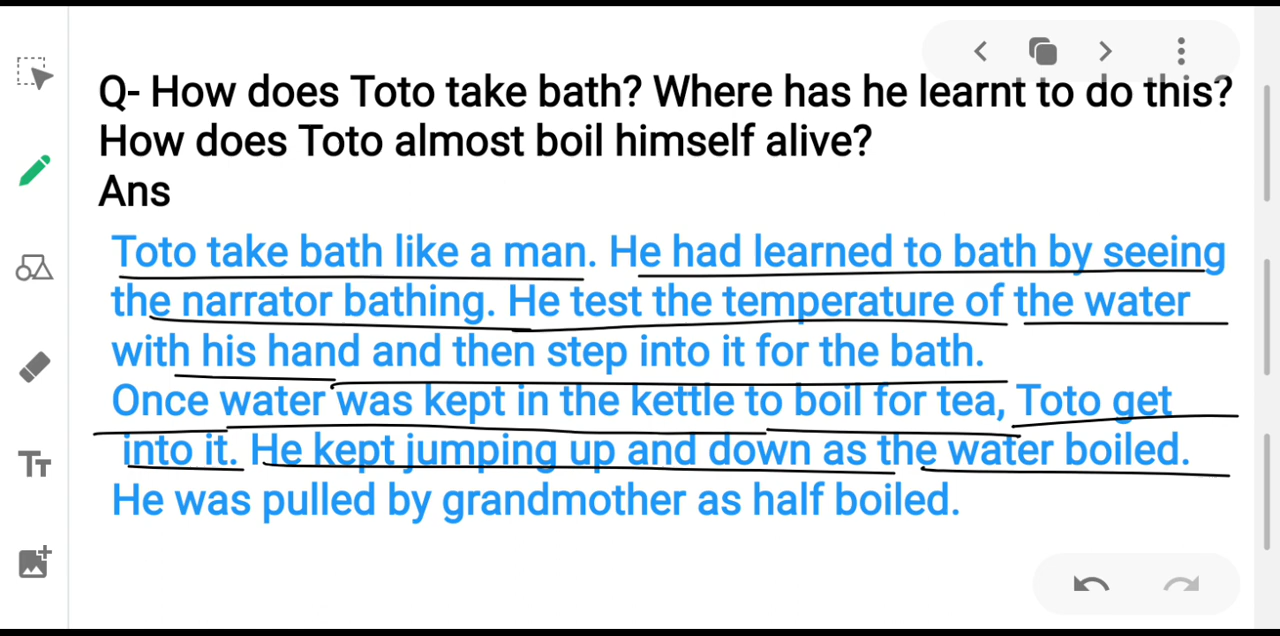 Q- How does Toto take bath? Where has he learnt to do this?
How does Toto almost boil himself alive?
Ans
Toto take bath like a man. He had learned to bath by seeing
the narrator bathing. He test the temperature of the water
with his hand and then step into it for the bath.
Once water was kept in the kettle to boil for tea, Toto get
into it. He kept jumping up and down as the water boiled.
He was pulled by grandmother as half boiled.